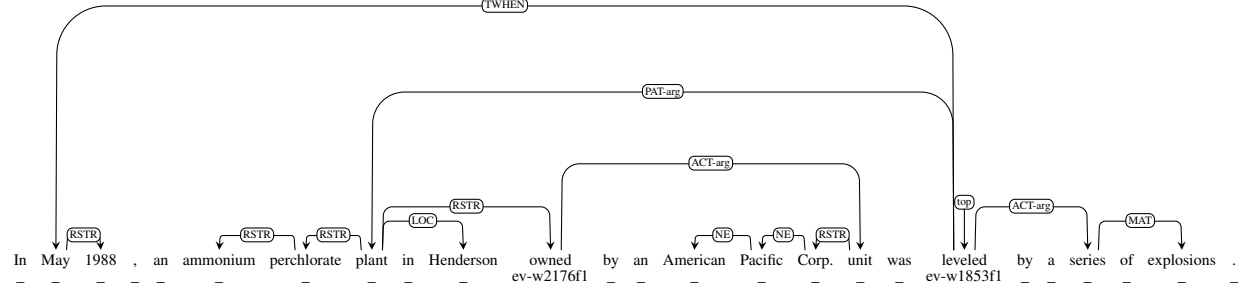 TWHEN
PAT-arg
ACT-arg
RSTR top ACT-arg
LOC MAT
RSTR RSTR RSTR NE NE RSTR
In May 1988 , an ammonium perchlorate plant in Henderson owned by an American Pacific Corp. unit was leveled by a series of explosions .
_ _ _ _ _ _ _ _ _ _ ev-w2176f1 _ _ _ _ _ _ _ ev-w1853f1 _ _ _ _ _ _